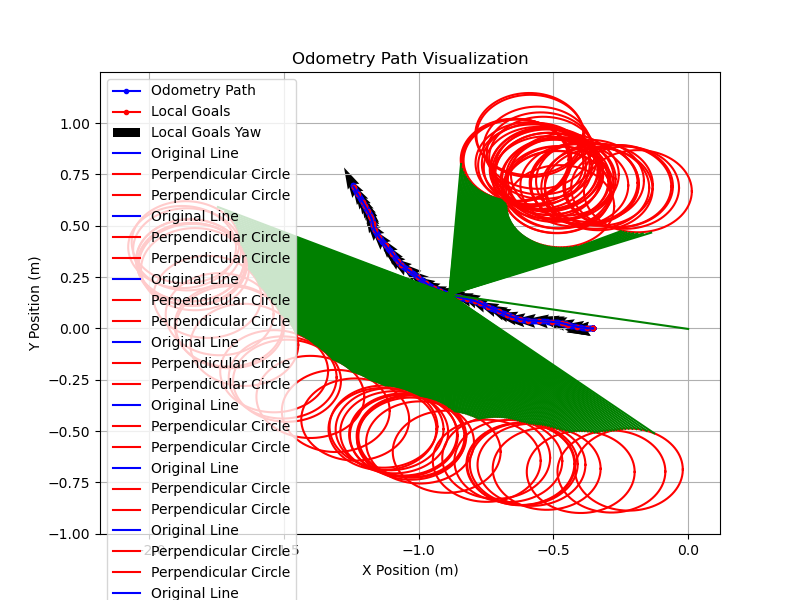 Odometry Path Visualization
Odometry Path
Local Goals
Local Goals Yaw
Original Line
Perpendicular Circle
Perpendicular Circle
Original Line
Perpendicular Circle
Perpendicular Circle
Original Line
Perpendicular Circle
Perpendicular Circle
Original Line
Perpendicular Circle
Perpendicular Circle
Original Line
Perpendicular Circle
Perpendicular Circle
Original Line
Perpendicular Circle
Perpendicular Circle
Original Line
Perpendicular Circle
Perpendicular Circle
Original Line
Y Position (m)
1.00
0.75
0.50
0.25
0.00
−0.25
−0.50
−0.75
−1.00
−1.0
−0.5
0.0
X Position (m)